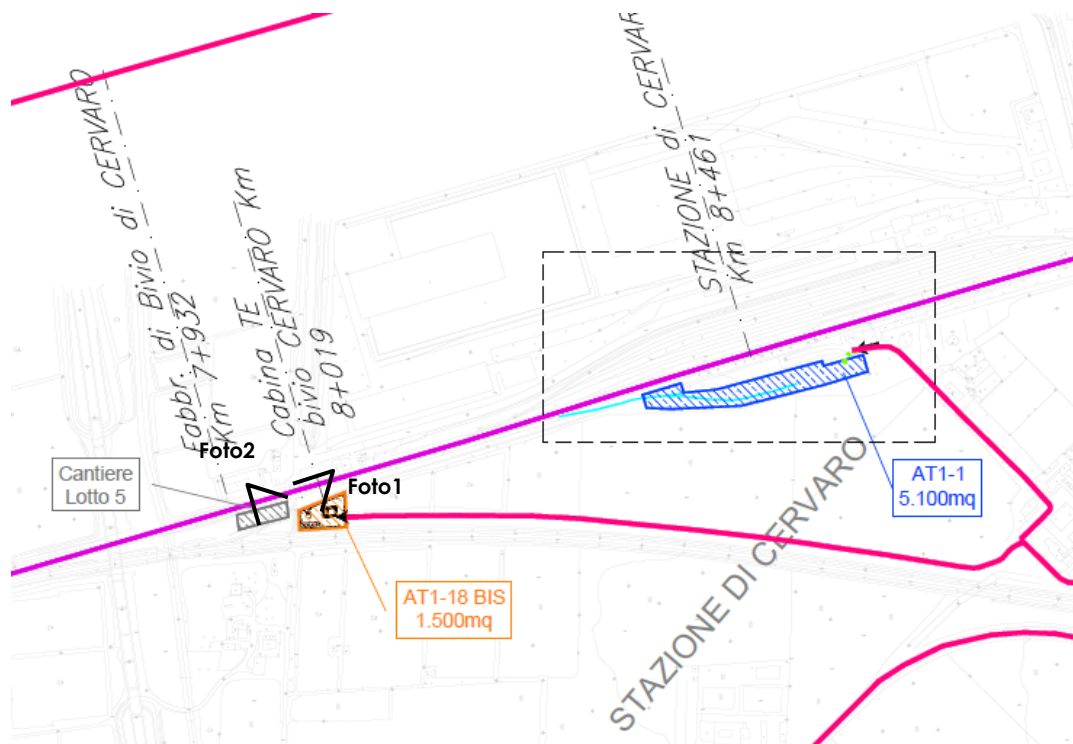 Fabbr. di Bivio di CERVARO
Km 7+932
Cabina TE
bivio CERVARO Km
8+019
STAZIONE di CERV
Km 8+461
Foto2
Foto1
Cantiere
Lotto 5
AT1-1
5.100mq
AT1-18 BIS
1.500mq
STAZIONE DI CERVARO